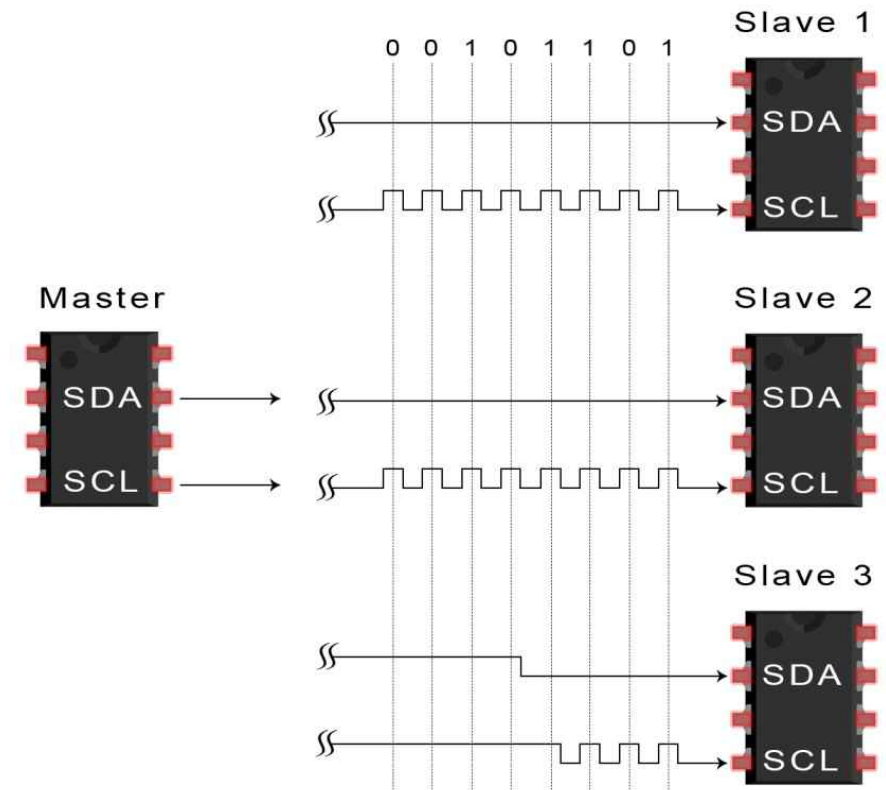 Slave 1
0 0 1 0 1 1 0 1
SDA
SCL
Master
Slave 2
SDA
SDA
SCL
SCL
Slave 3
SDA
SCL